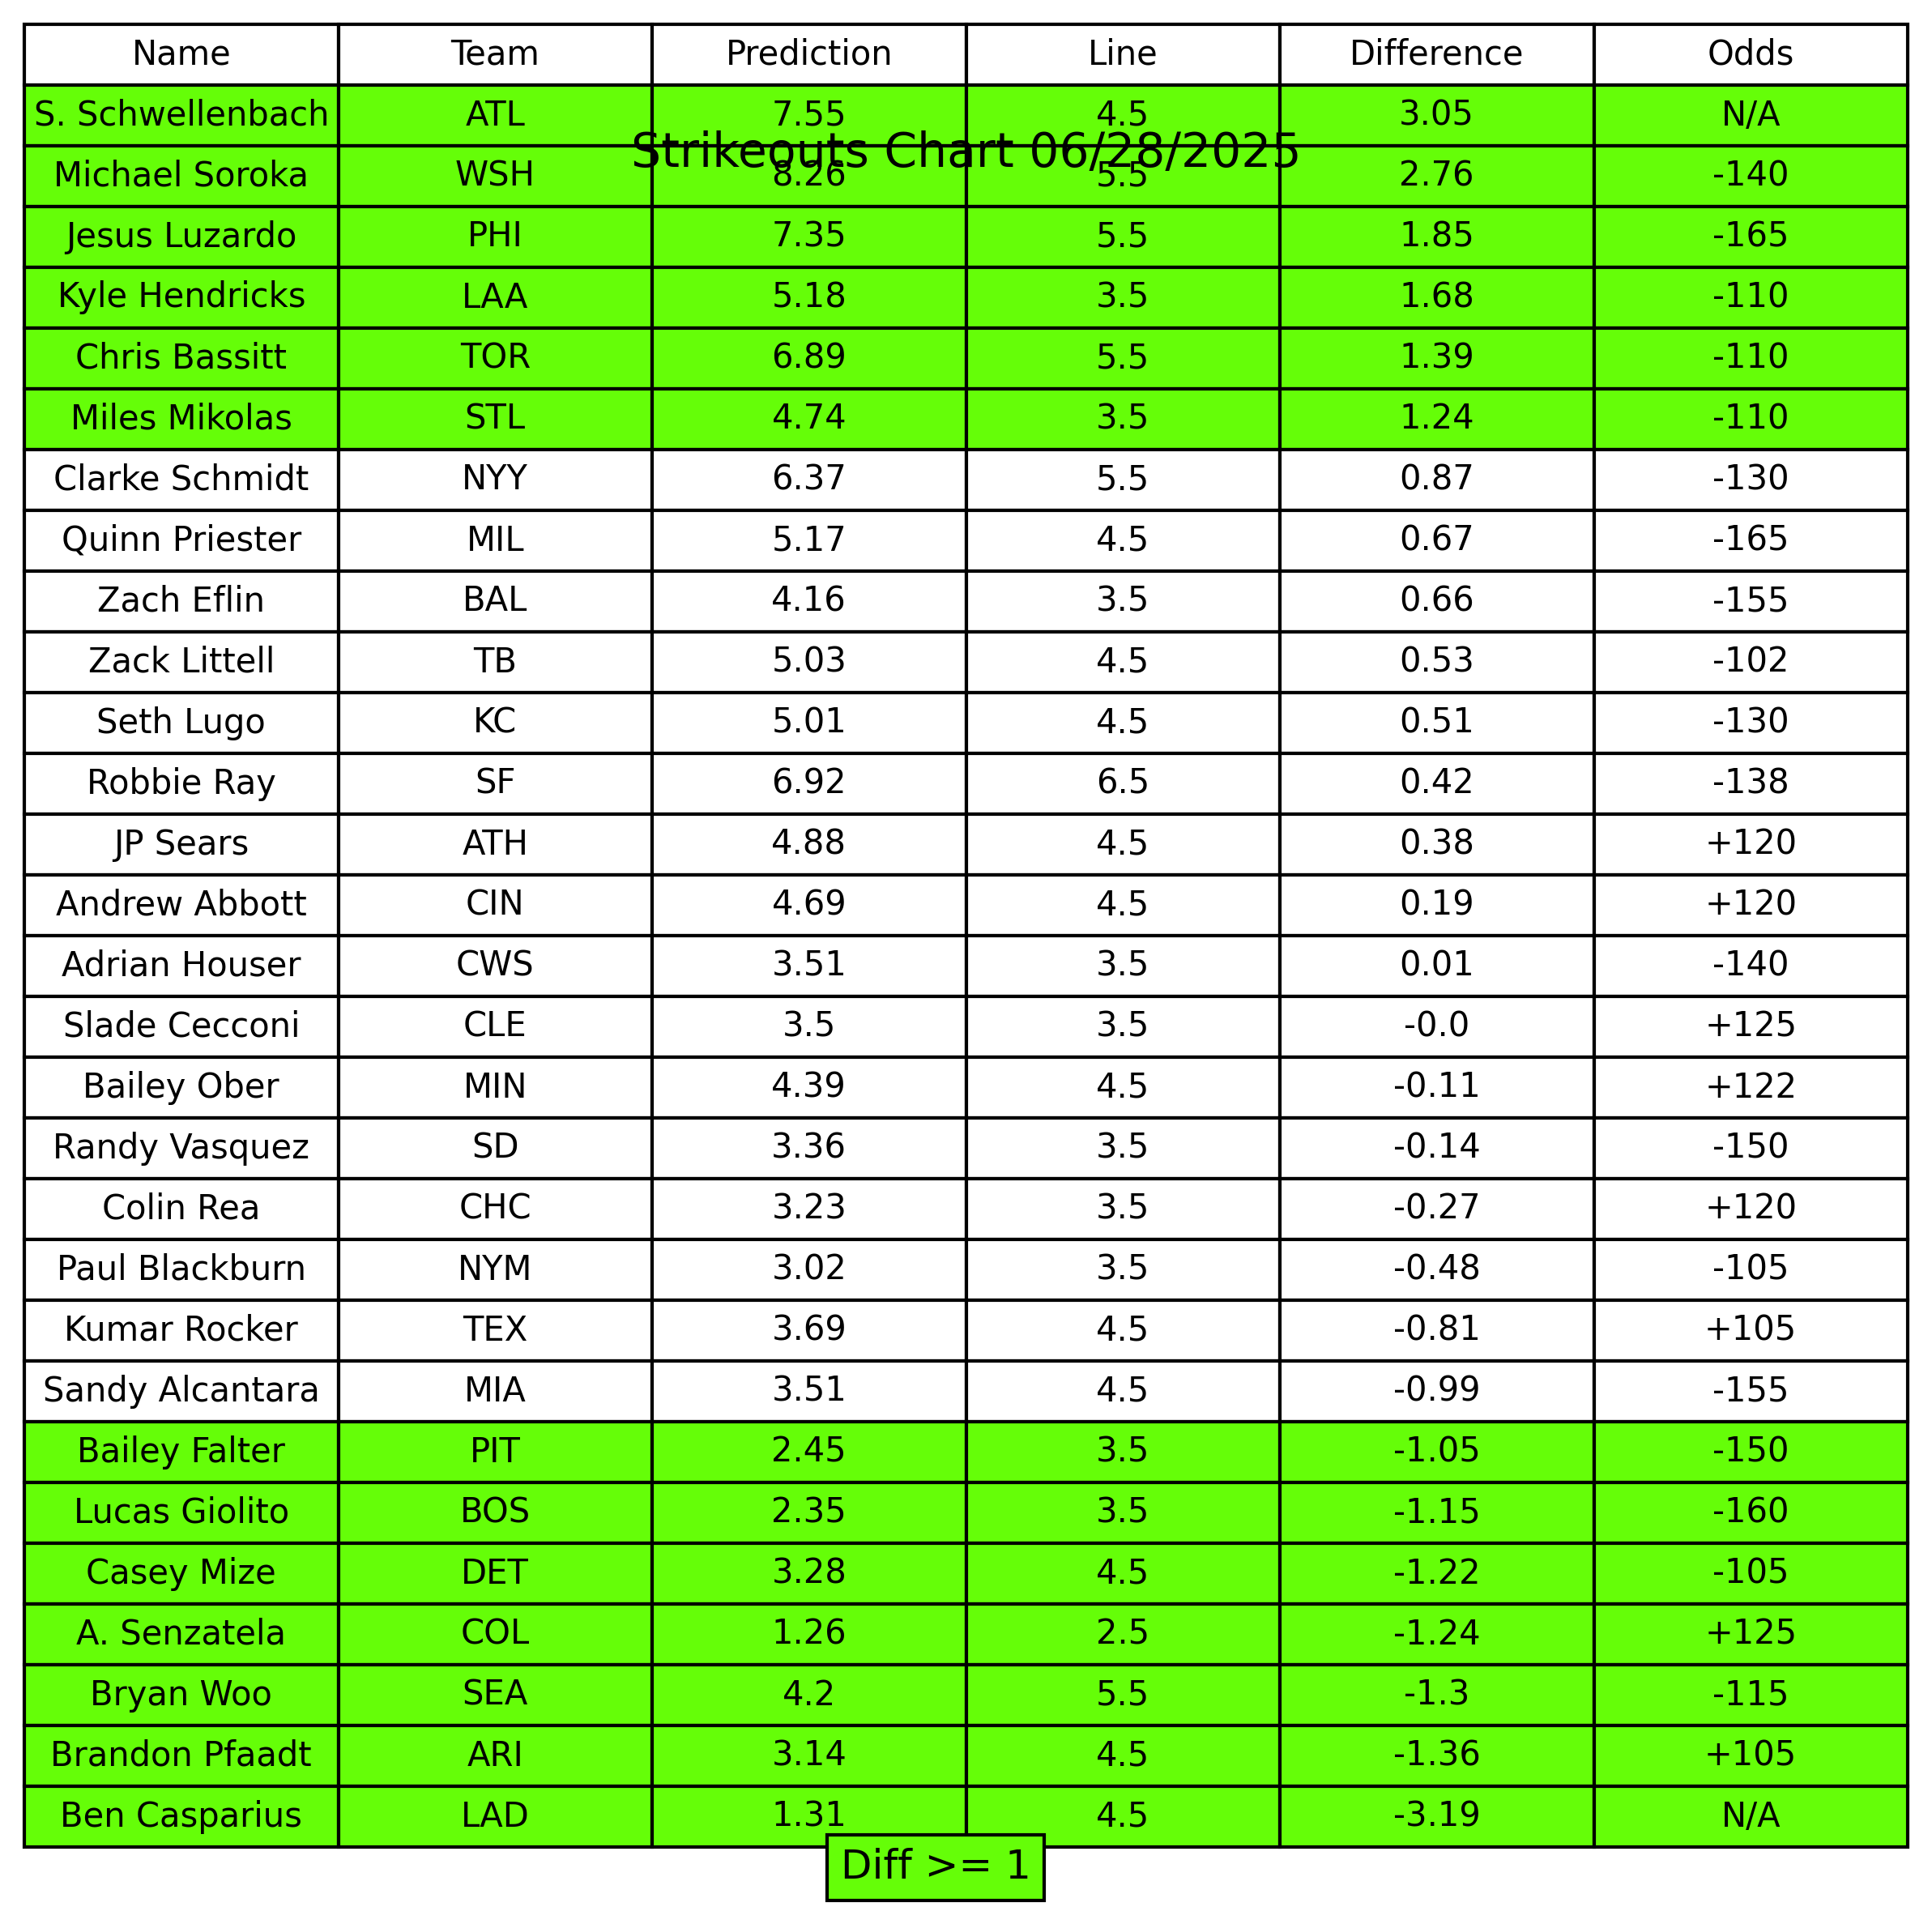 Name Team Prediction Line Difference Odds
S. Schwellenbach ATL 7.55 4.5 3.05 N/A
Strikeouts Chart 06/28/2025
Michael Soroka WSH 8.26 5.5 2.76 -140
Jesus Luzardo PHI 7.35 5.5 1.85 -165
Kyle Hendricks LAA 5.18 3.5 1.68 -110
Chris Bassitt TOR 6.89 5.5 1.39 -110
Miles Mikolas STL 4.74 3.5 1.24 -110
Clarke Schmidt NYY 6.37 5.5 0.87 -130
Quinn Priester MIL 5.17 4.5 0.67 -165
Zach Eflin BAL 4.16 3.5 0.66 -155
Zack Littell TB 5.03 4.5 0.53 -102
Seth Lugo KC 5.01 4.5 0.51 -130
Robbie Ray SF 6.92 6.5 0.42 -138
JP Sears ATH 4.88 4.5 0.38 +120
Andrew Abbott CIN 4.69 4.5 0.19 +120
Adrian Houser CWS 3.51 3.5 0.01 -140
Slade Cecconi CLE 3.5 3.5 -0.0 +125
Bailey Ober MIN 4.39 4.5 -0.11 +122
Randy Vasquez SD 3.36 3.5 -0.14 -150
Colin Rea CHC 3.23 3.5 -0.27 +120
Paul Blackburn NYM 3.02 3.5 -0.48 -105
Kumar Rocker TEX 3.69 4.5 -0.81 +105
Sandy Alcantara MIA 3.51 4.5 -0.99 -155
Bailey Falter PIT 2.45 3.5 -1.05 -150
Lucas Giolito BOS 2.35 3.5 -1.15 -160
Casey Mize DET 3.28 4.5 -1.22 -105
A. Senzatela COL 1.26 2.5 -1.24 +125
Bryan Woo SEA 4.2 5.5 -1.3 -115
Brandon Pfaadt ARI 3.14 4.5 -1.36 +105
Ben Casparius LAD 1.31 4.5 -3.19 N/A
Diff >= 1